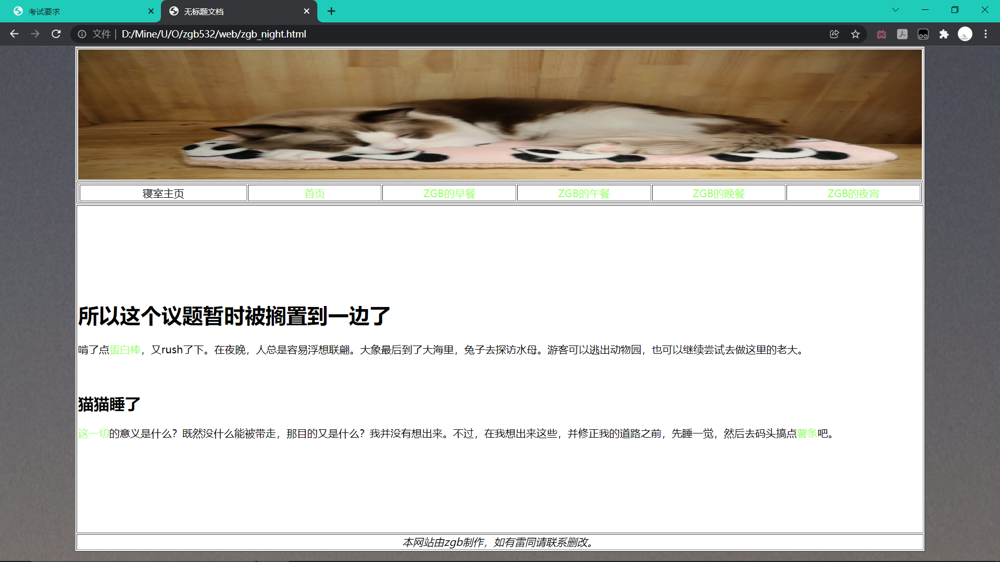 考试要求
无标题文档
文件
D:/Mine/U/O/zgb532/web/zgb_night.html
寝室主页
首页
ZGB的早餐
ZGB的午餐
ZGB的晚餐
ZGB的夜宵
所以这个议题暂时被搁置到一边了
啃了点蛋白棒，又rush了下。在夜晚，人总是容易浮想联翩。大象最后到了大海里，兔子去探访水母。游客可以逃出动物园，也可以继续尝试去做这里的老大。
猫猫睡了
这一切的意义是什么？既然没什么能被带走，那目的又是什么？我并没有想出来。不过，在我想出来这些，并修正我的道路之前，先睡一觉，然后去码头搞点薯条吧。
本网站由zgb制作，如有雷同请联系删改。